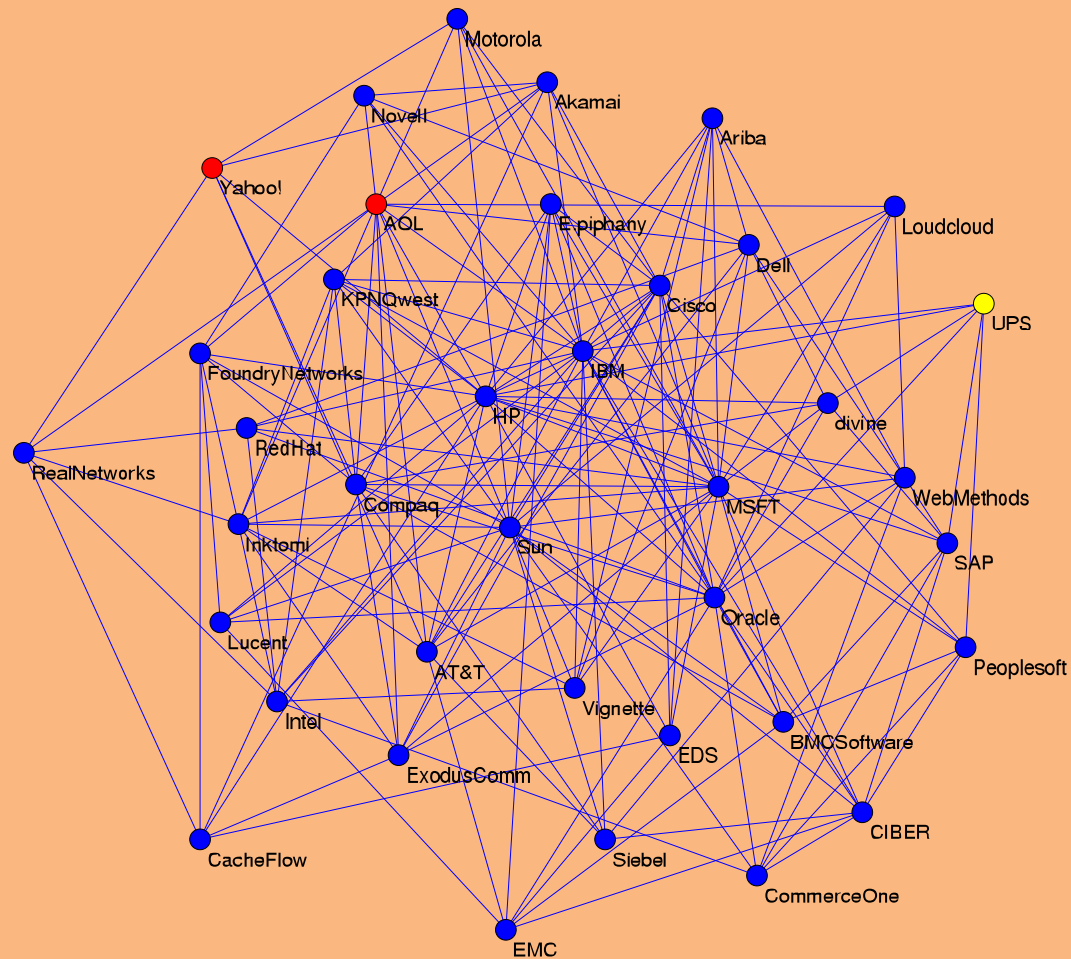 Motorola
Akamai
Novell
Ariba
Yahoo!
AOL
E.piphany
Loudcloud
Dell
KPNQwest
Cisco
UPS
IBM
FoundryNetworks
HP
divine
RedHat
RealNetworks
WebMethods
Compaq
MSFT
Inktomi
Sun
SAP
Oracle
Lucent
Peoplesoft
AT&T
Vignette
Intel
BMCSoftware
EDS
ExodusComm
CIBER
CacheFlow
Siebel
CommerceOne
EMC